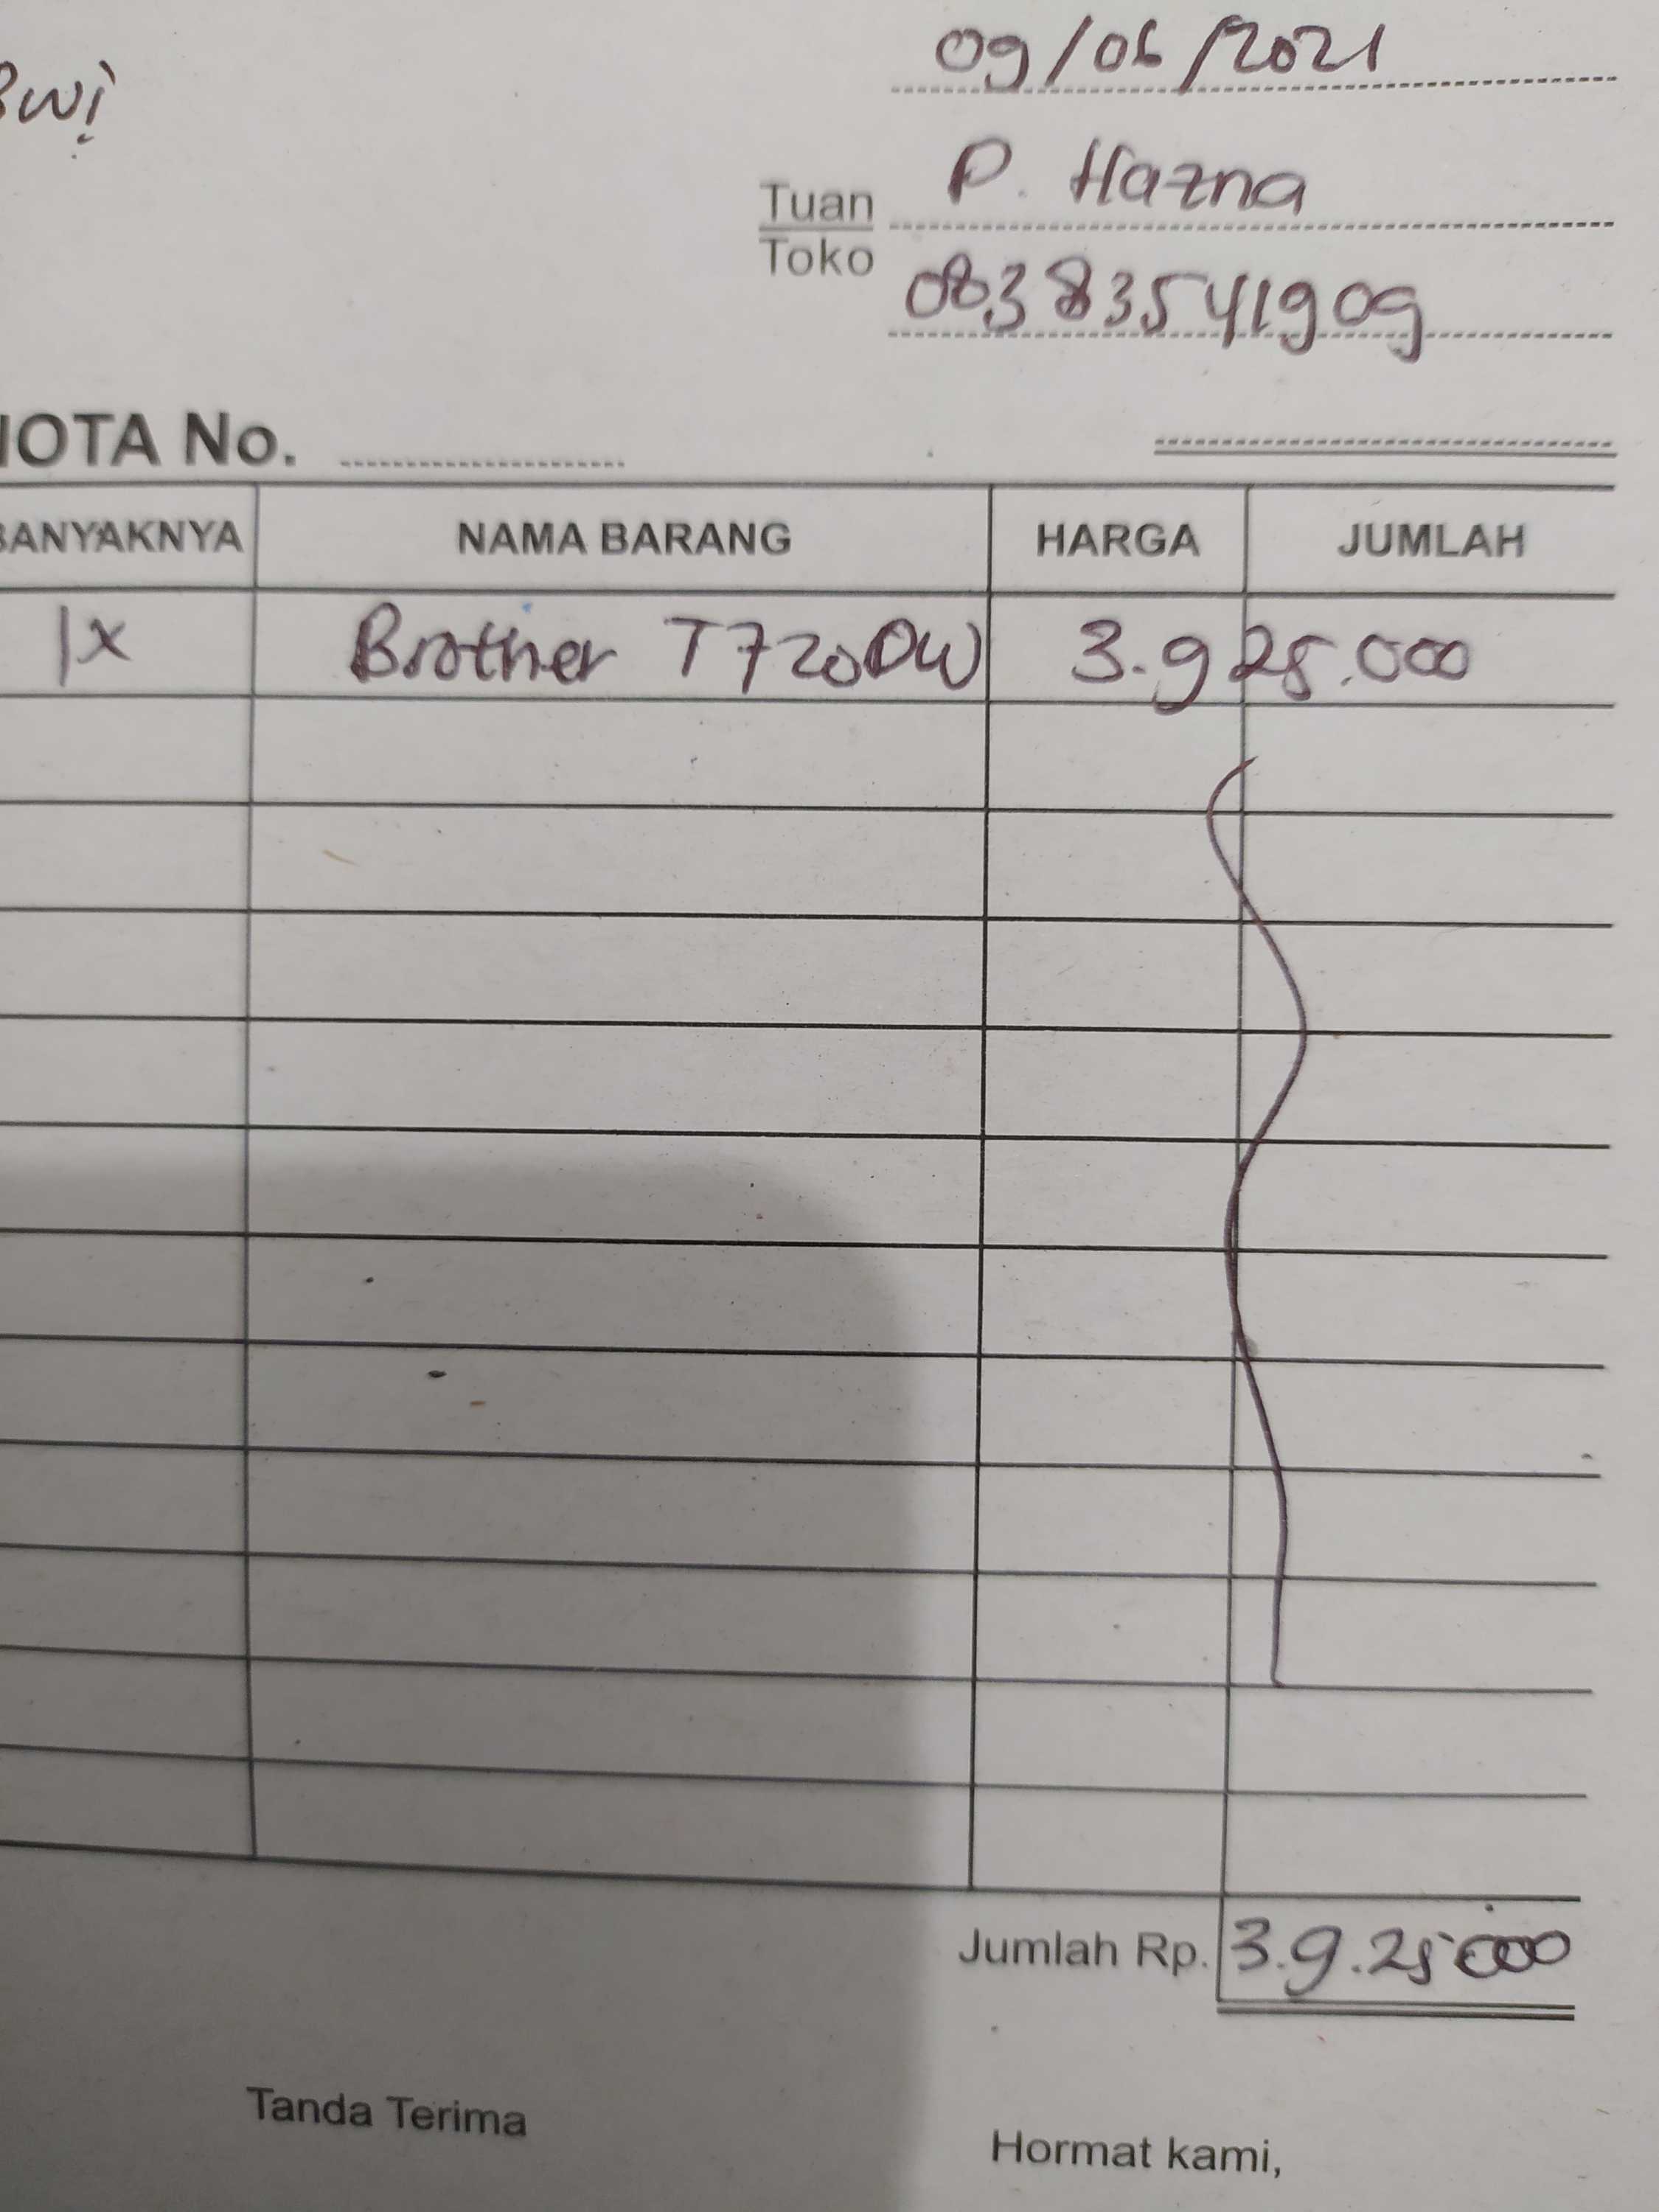 09/06/2021
Bwi
P. Hazna
Tuan
Toko
083835541909
NOTA No.
BANYAKNYA NAMA BARANG HARGA JUMLAH
1x Brother T720DW 3.925.000
Jumlah Rp. 3.9.25.000
Tanda Terima
Hormat kami,